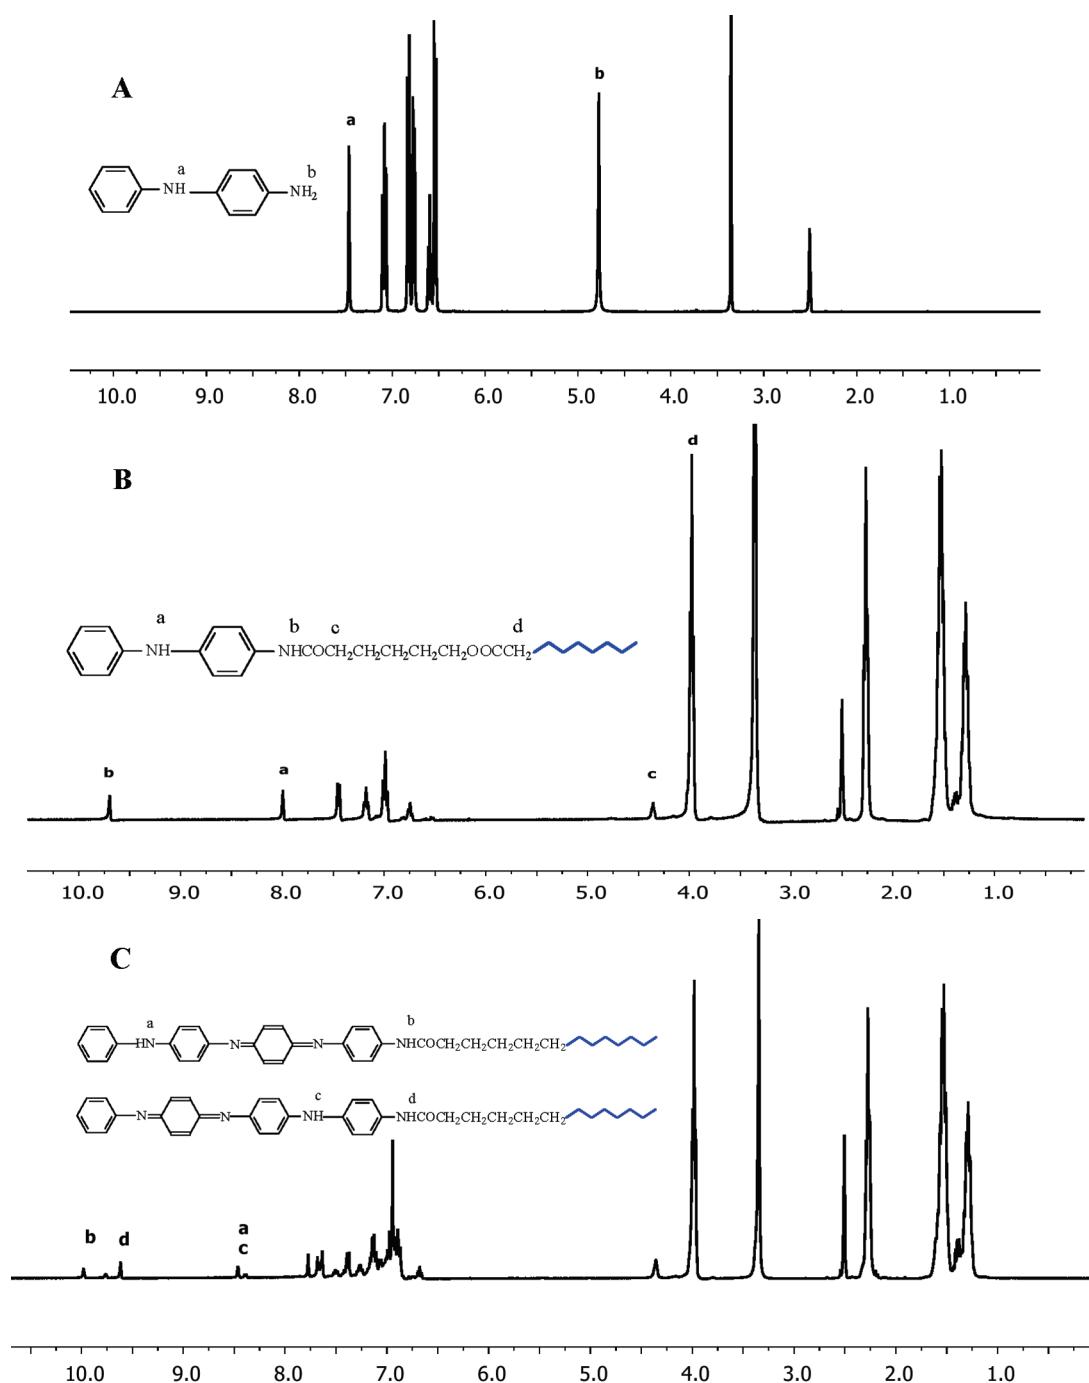 A
a
b
a
b
NH
NH₂
10.0 9.0 8.0 7.0 6.0 5.0 4.0 3.0 2.0 1.0
B
d
a
b c d
NH NHCOCH₂CH₂CH₂CH₂CH₂OOCCH₂
b
a
c
10.0 9.0 8.0 7.0 6.0 5.0 4.0 3.0 2.0 1.0
C
a b
HN N N NHCOCH₂CH₂CH₂CH₂CH₂
c d
N N NH NHCOCH₂CH₂CH₂CH₂CH₂
b
d
a
c
10.0 9.0 8.0 7.0 6.0 5.0 4.0 3.0 2.0 1.0